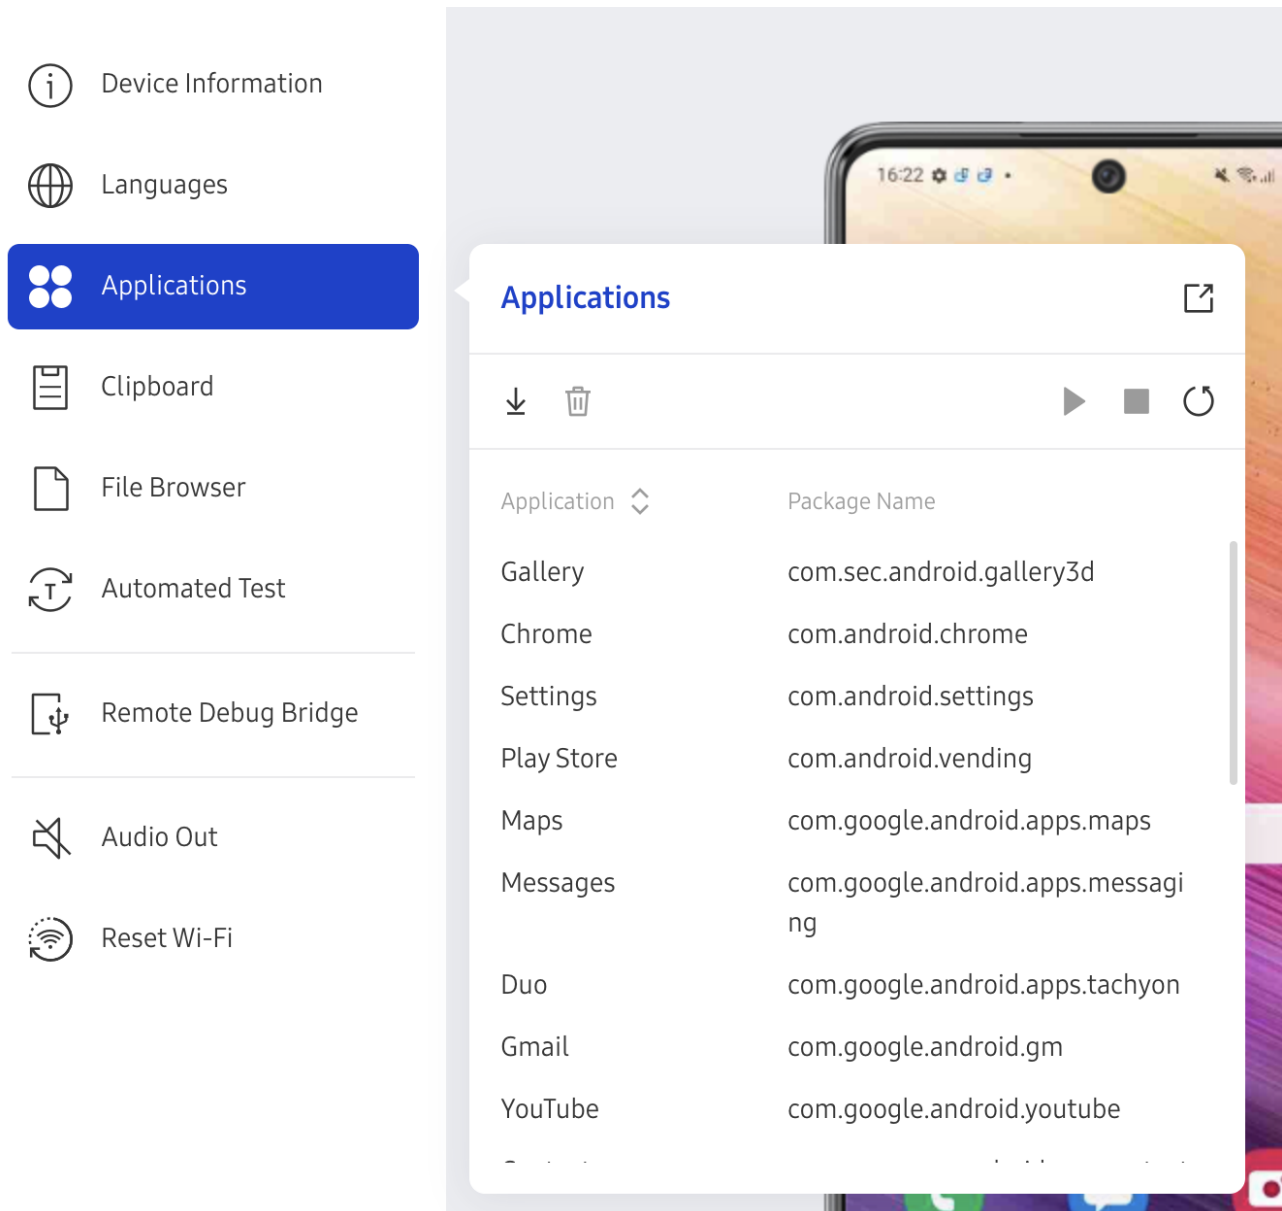 Device Information
Languages
Applications
Clipboard
File Browser
Automated Test
Remote Debug Bridge
Audio Out
Reset Wi-Fi
16:22
Applications
Application Package Name
Gallery com.sec.android.gallery3d
Chrome com.android.chrome
Settings com.android.settings
Play Store com.android.vending
Maps com.google.android.apps.maps
Messages com.google.android.apps.messagi
ng
Duo com.google.android.apps.tachyon
Gmail com.google.android.gm
YouTube com.google.android.youtube